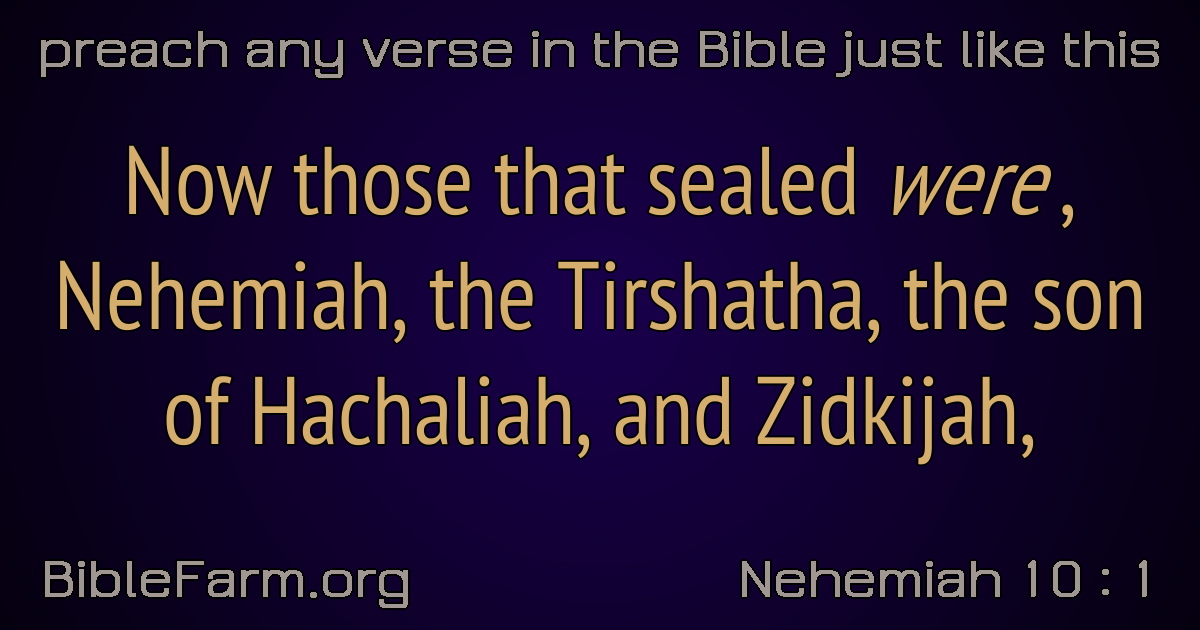 preach any verse in the Bible just like this
Now those that sealed were,
Nehemiah, the Tirshatha, the son
of Hachaliah, and Zidkijah,
BibleFarm.org
Nehemiah 10 : 1